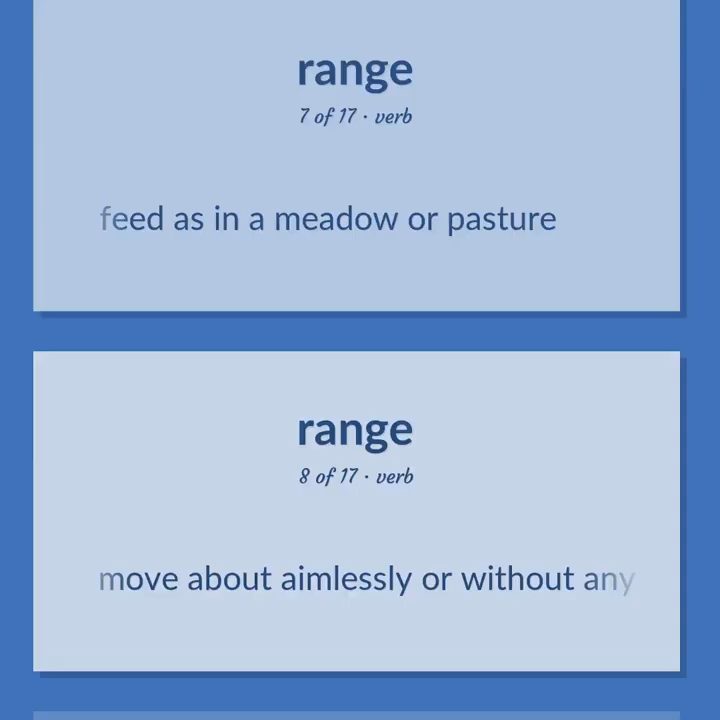 range
7 of 17 · verb
feed as in a meadow or pasture
range
8 of 17 · verb
move about aimlessly or without any